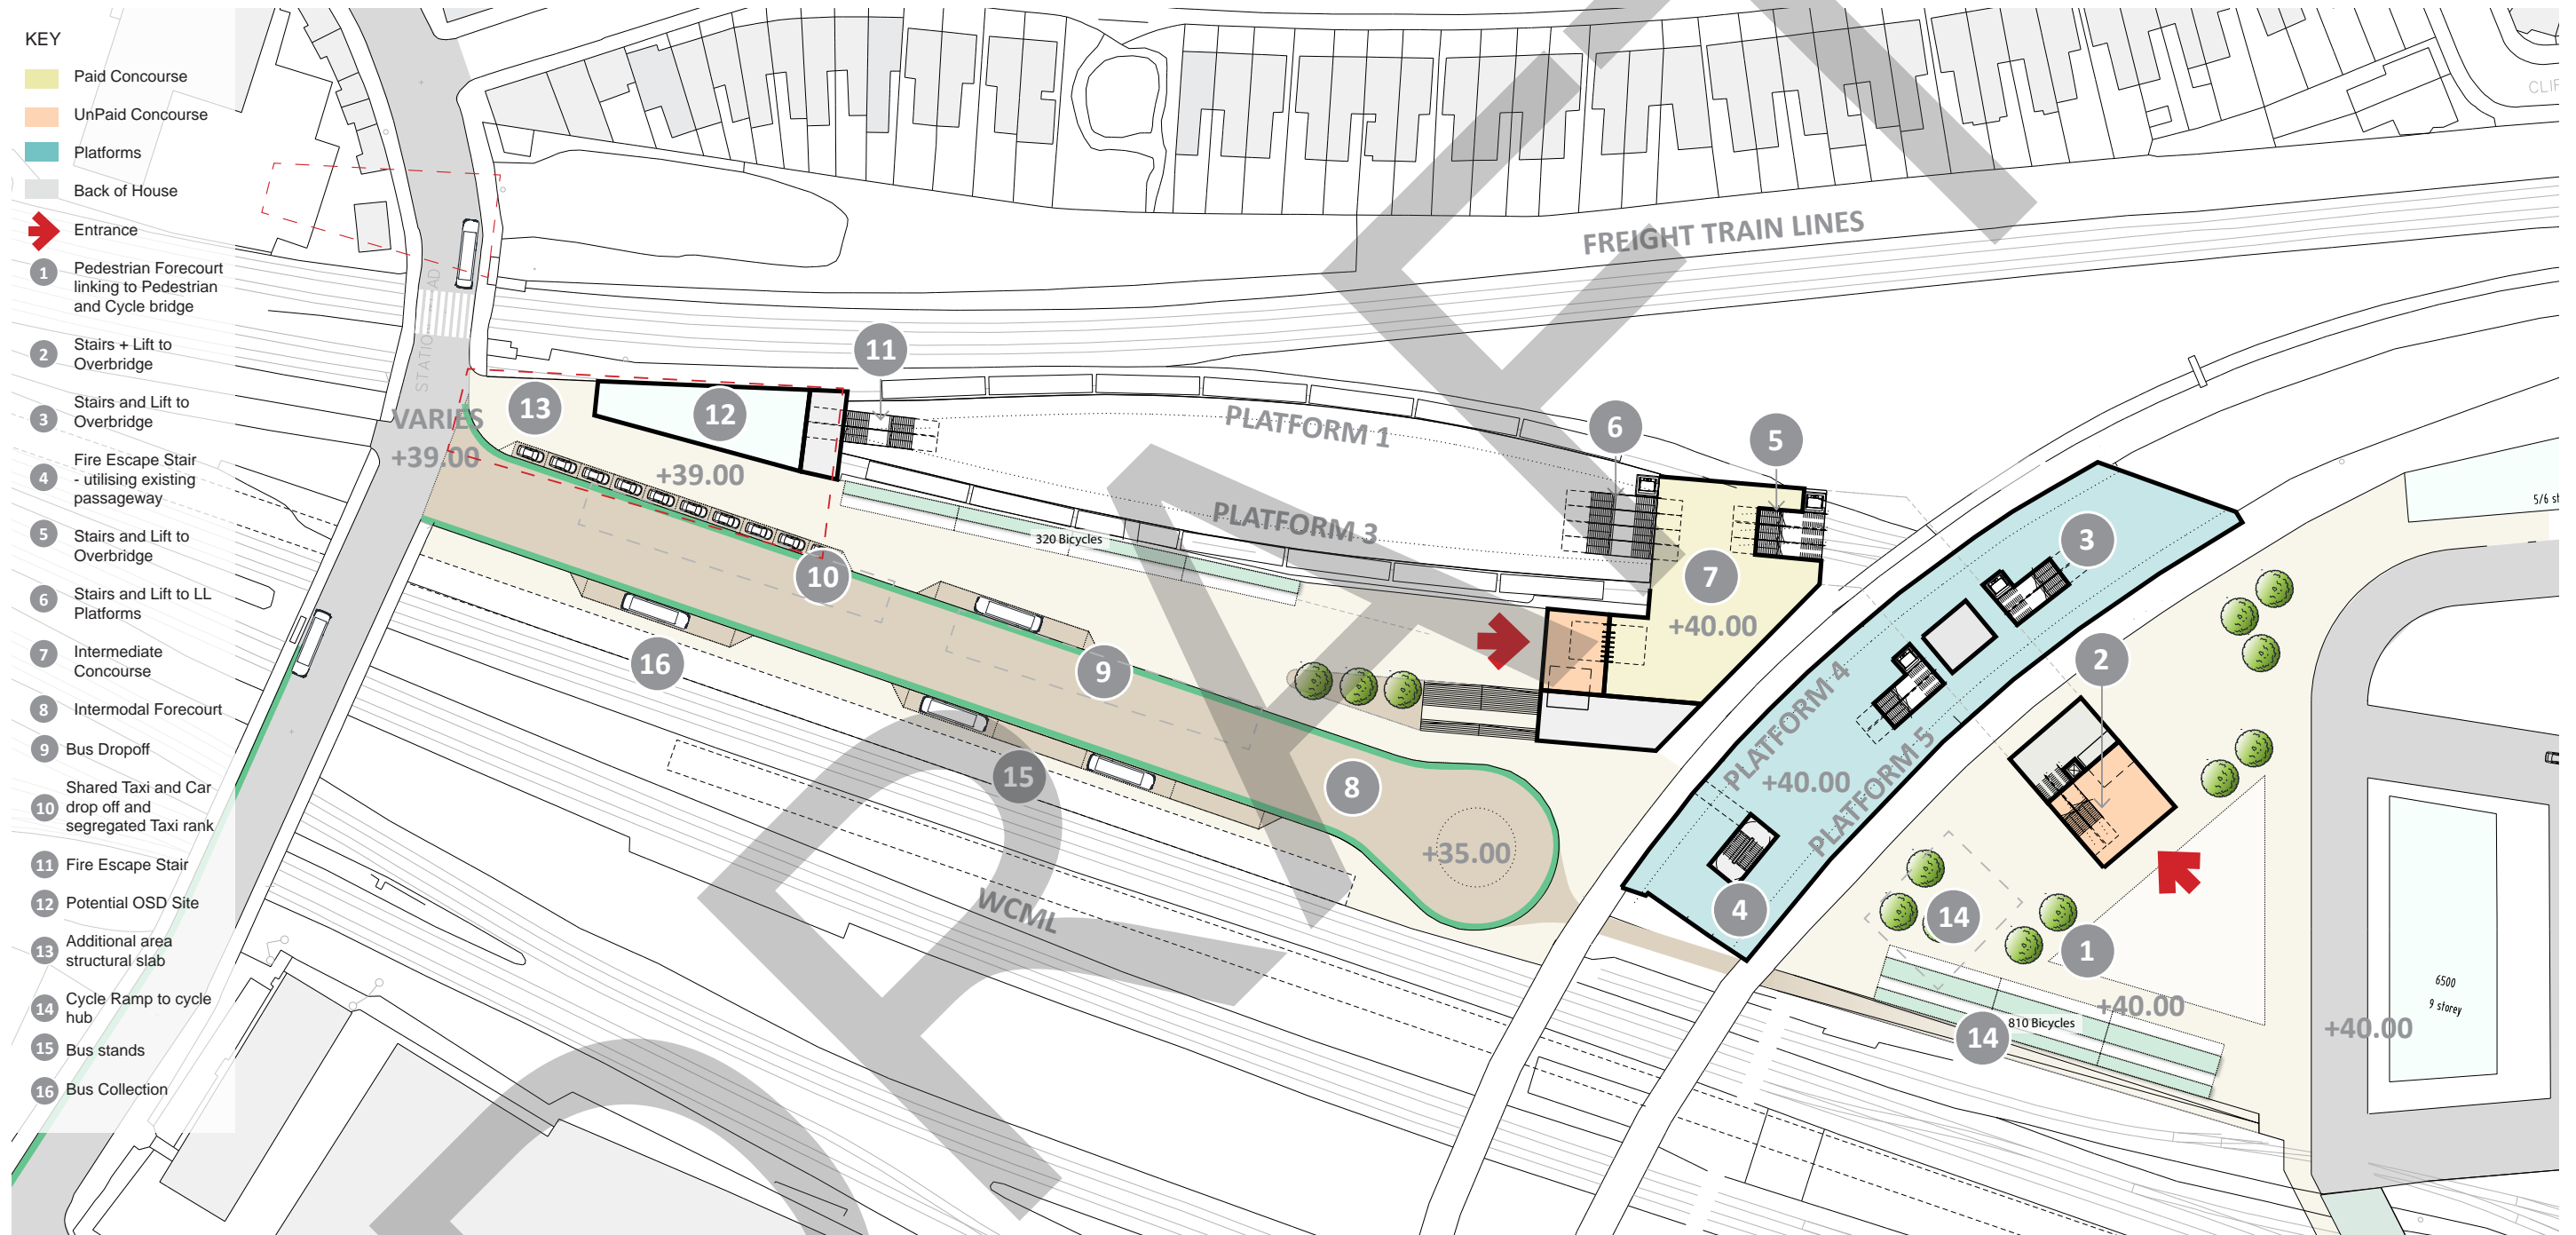 KEY
Paid Concourse
UnPaid Concourse
Platforms
Back of House
Entrance
1 Pedestrian Forecourt
linking to Pedestrian
and Cycle bridge
2 Stairs + Lift to
Overbridge
3 Stairs and Lift to
Overbridge
4 Fire Escape Stair
- utilising existing
passageway
5 Stairs and Lift to
Overbridge
6 Stairs and Lift to LL
Platforms
7 Intermediate
Concourse
8 Intermodal Forecourt
9 Bus Dropoff
10 Shared Taxi and Car
drop off and
segregated Taxi rank
11 Fire Escape Stair
12 Potential OSD Site
13 Additional area
structural slab
14 Cycle Ramp to cycle
hub
15 Bus stands
16 Bus Collection
FREIGHT TRAIN LINES
11
13
12
VARIES
+39.00
+39.00
PLATFORM 1
PLATFORM 3
320 Bicycles
6
5
7
+40.00
10
16
9
15
8
+35.00
WCML
3
2
PLATFORM 4
+40.00
PLATFORM 5
4
14
1
+40.00
810 Bicycles
14
+40.00
6500
9 storey
DRAFT